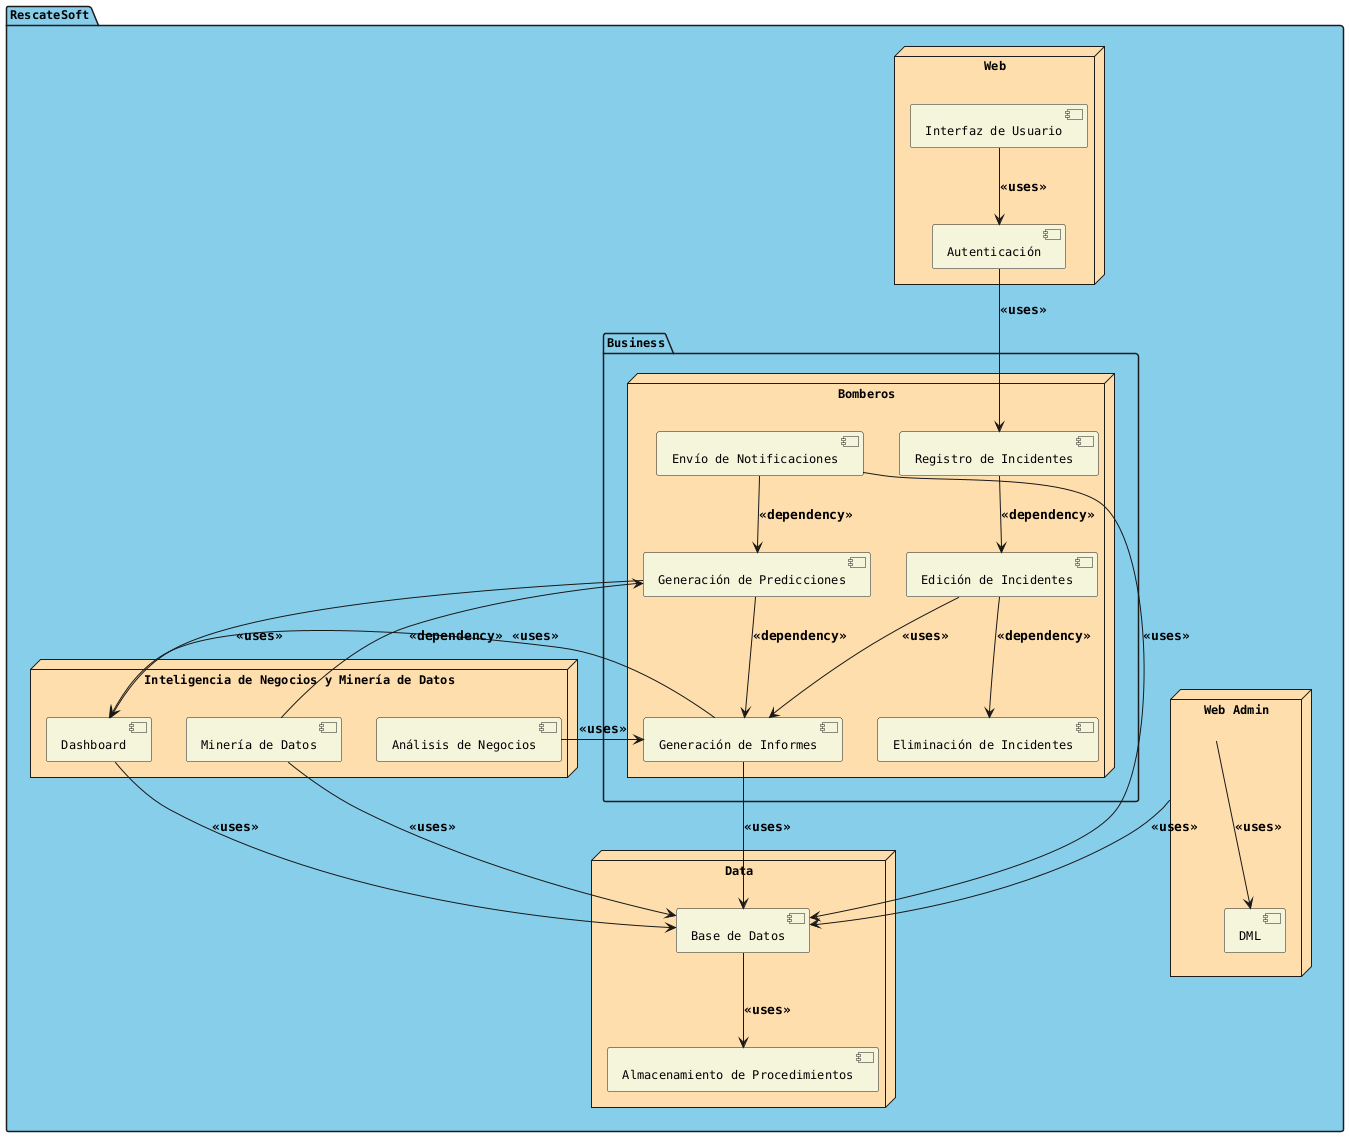 RescateSoft
Web
Interfaz de Usuario
«uses»
Autenticación
«uses»
Business
Bomberos
Envío de Notificaciones
Registro de Incidentes
«dependency»
«dependency»
Generación de Predicciones
Edición de Incidentes
«uses»
«dependency»
«uses»
«dependency»
«uses»
«dependency»
«uses»
Inteligencia de Negocios y Minería de Datos
Dashboard
Minería de Datos
Análisis de Negocios
«uses»
Generación de Informes
Eliminación de Incidentes
Web Admin
«uses»
«uses»
«uses»
«uses»
«uses»
Data
Base de Datos
DML
«uses»
Almacenamiento de Procedimientos